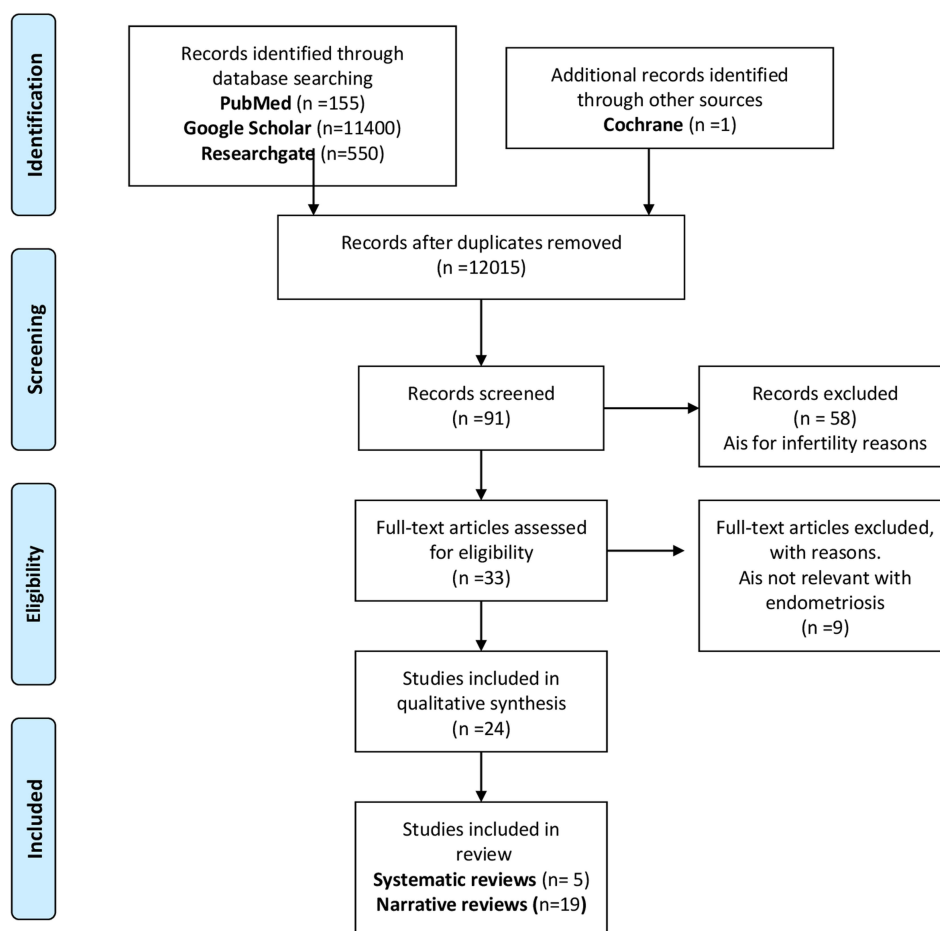 Identification
Records identified through
database searching
PubMed (n =155)
Google Scholar (n=11400)
Researchgate (n=550)
Additional records identified
through other sources
Cochrane (n =1)
Records after duplicates removed
(n =12015)
Screening
Records screened
(n =91)
Records excluded
(n = 58)
Ais for infertility reasons
Eligibility
Full-text articles assessed
for eligibility
(n =33)
Full-text articles excluded,
with reasons.
Ais not relevant with
endometriosis
(n =9)
Studies included in
qualitative synthesis
(n =24)
Included
Studies included in
review
Systematic reviews (n= 5)
Narrative reviews (n=19)